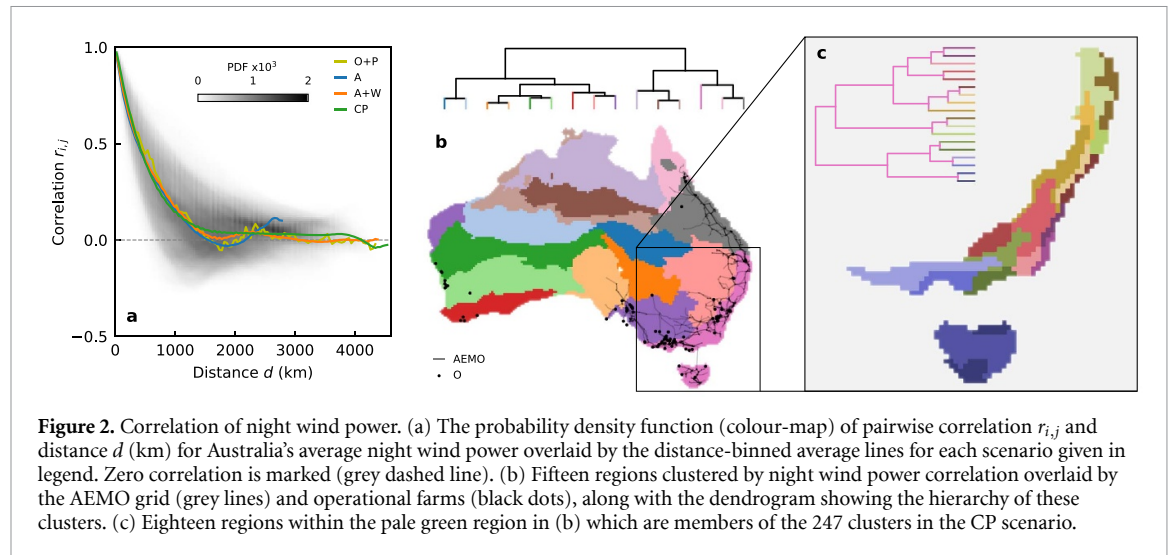 1.0
0.5
0.0
−0.5
Correlation r_{i,j}
PDF x10³
0 1 2
O+P
A
A+W
CP
a
0 1000 2000 3000 4000
Distance d (km)
b
AEMO
O
c
Figure 2. Correlation of night wind power. (a) The probability density function (colour-map) of pairwise correlation r_{i,j} and
distance d (km) for Australia's average night wind power overlaid by the distance-binned average lines for each scenario given in
legend. Zero correlation is marked (grey dashed line). (b) Fifteen regions clustered by night wind power correlation overlaid by
the AEMO grid (grey lines) and operational farms (black dots), along with the dendrogram showing the hierarchy of these
clusters. (c) Eighteen regions within the pale green region in (b) which are members of the 247 clusters in the CP scenario.